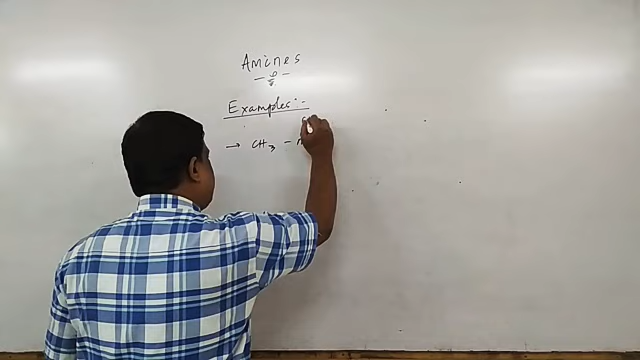 Amines
Examples:-
→ CH₃ - N